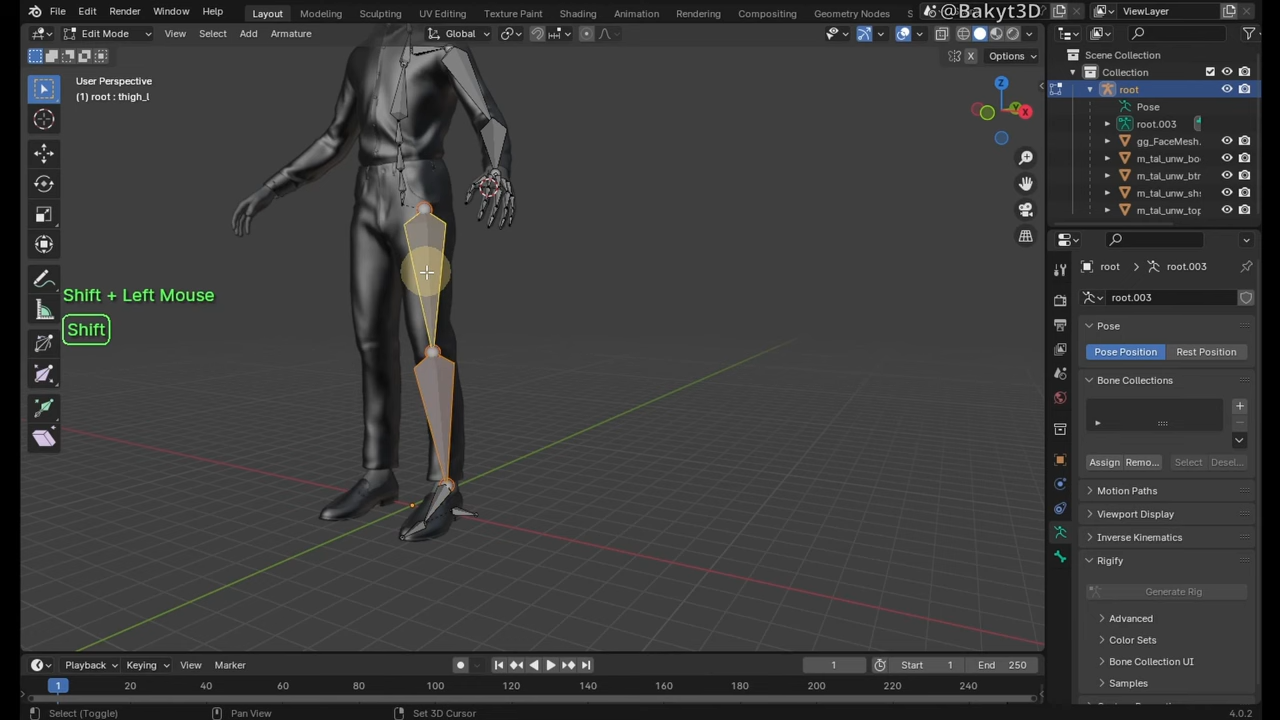 File Edit Render Window Help Layout Modeling Sculpting UV Editing Texture Paint Shading Animation Rendering Compositing Geometry Nodes S @Bakyt3D ViewLayer
Edit Mode View Select Add Armature Global
X Options
User Perspective
(1) root : thigh_l
Z
Y
X
Shift + Left Mouse
Shift
Scene Collection
Collection
root
Pose
root.003
gg_FaceMesh.
m_tal_unw_bo
m_tal_unw_btr
m_tal_unw_sh
m_tal_unw_top
root root.003
root.003
Pose
Pose Position Rest Position
Bone Collections
Assign Remo... Select Desel...
Motion Paths
Viewport Display
Inverse Kinematics
Rigify
Generate Rig
Advanced
Color Sets
Bone Collection UI
Samples
Playback Keying View Marker 1 Start 1 End 250
1 20 40 60 80 100 120 140 160 180 200 220 240
Select (Toggle) Pan View Set 3D Cursor 4.0.2